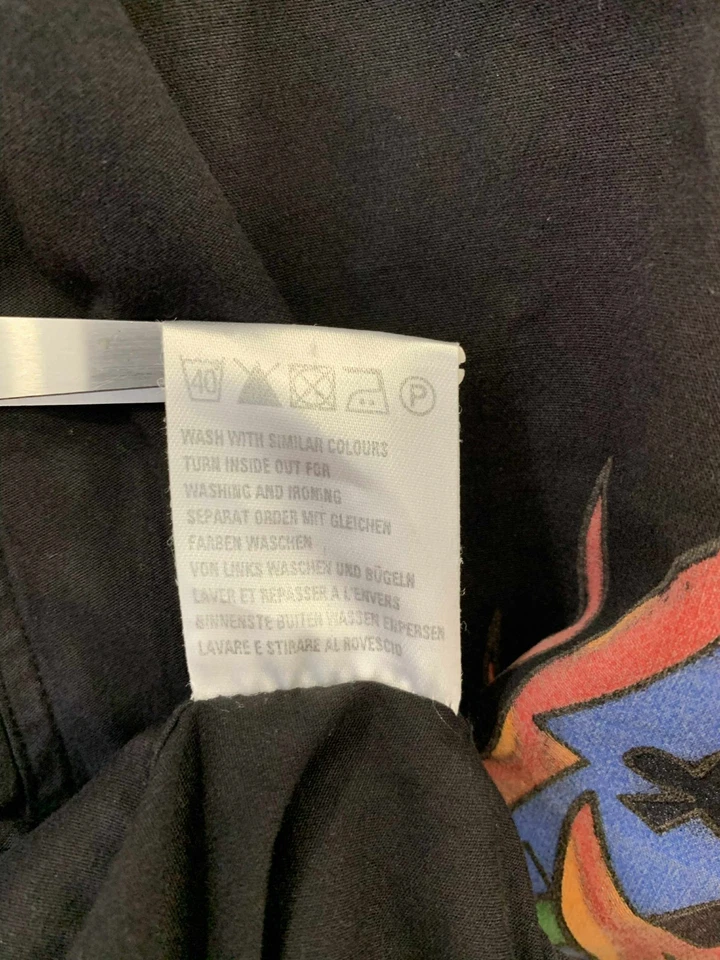 40 P
WASH WITH SIMILAR COLOURS
TURN INSIDE OUT FOR
WASHING AND IRONING
SEPARAT ORDER MIT GLEICHEN
FARBEN WASCHEN
VON LINKS WASCHEN UND BÜGELN
LAVER ET REPASSER A L'ENVERS
BINNENSTE BUITEN WASSEN EN PERSEN
LAVARE E STIRARE AL ROVESCIO